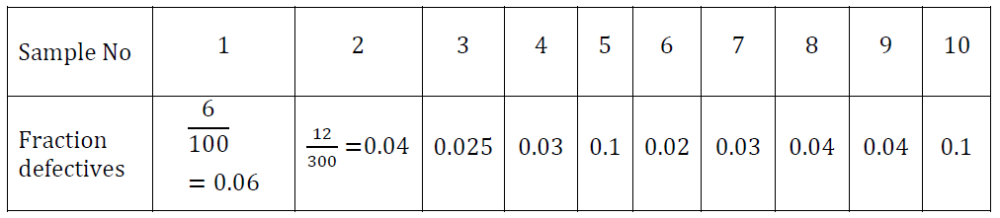 Sample No 1 2 3 4 5 6 7 8 9 10
Fraction defectives 6/100 = 0.06 12/300 =0.04 0.025 0.03 0.1 0.02 0.03 0.04 0.04 0.1